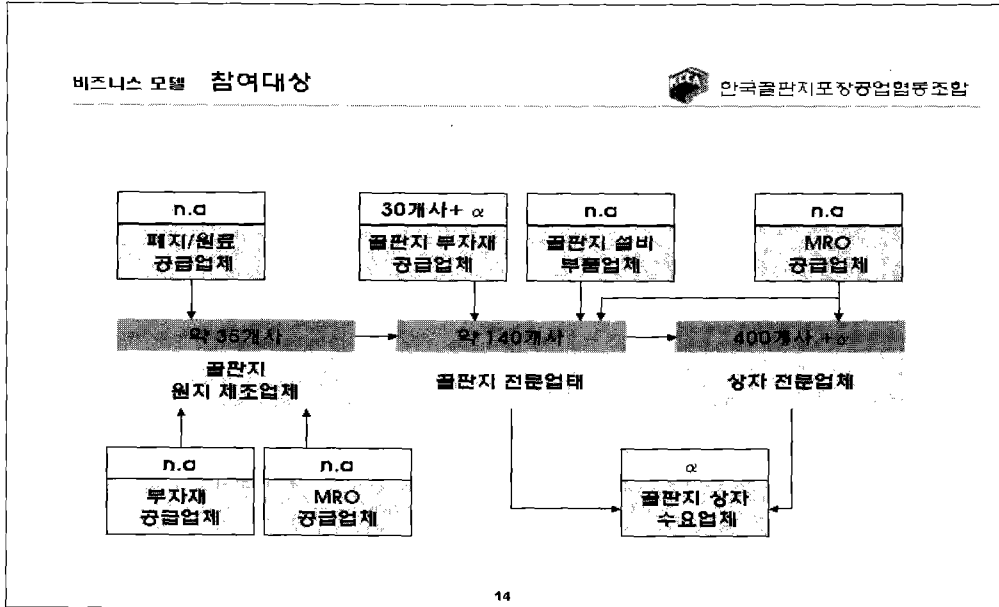 비즈니스 모델 참여대상
한국골판지포장공업협동조합
n.a
폐지/원료
공급업체
30개사+ α
골판지 부자재
공급업체
n.a
골판지 설비
부품업체
n.a
MRO
공급업체
약 35개사
약 140개사
400개사 +α
골판지
원지 제조업체
골판지 전문업태
상자 전문업체
n.a
부자재
공급업체
n.a
MRO
공급업체
α
골판지 상자
수요업체
14